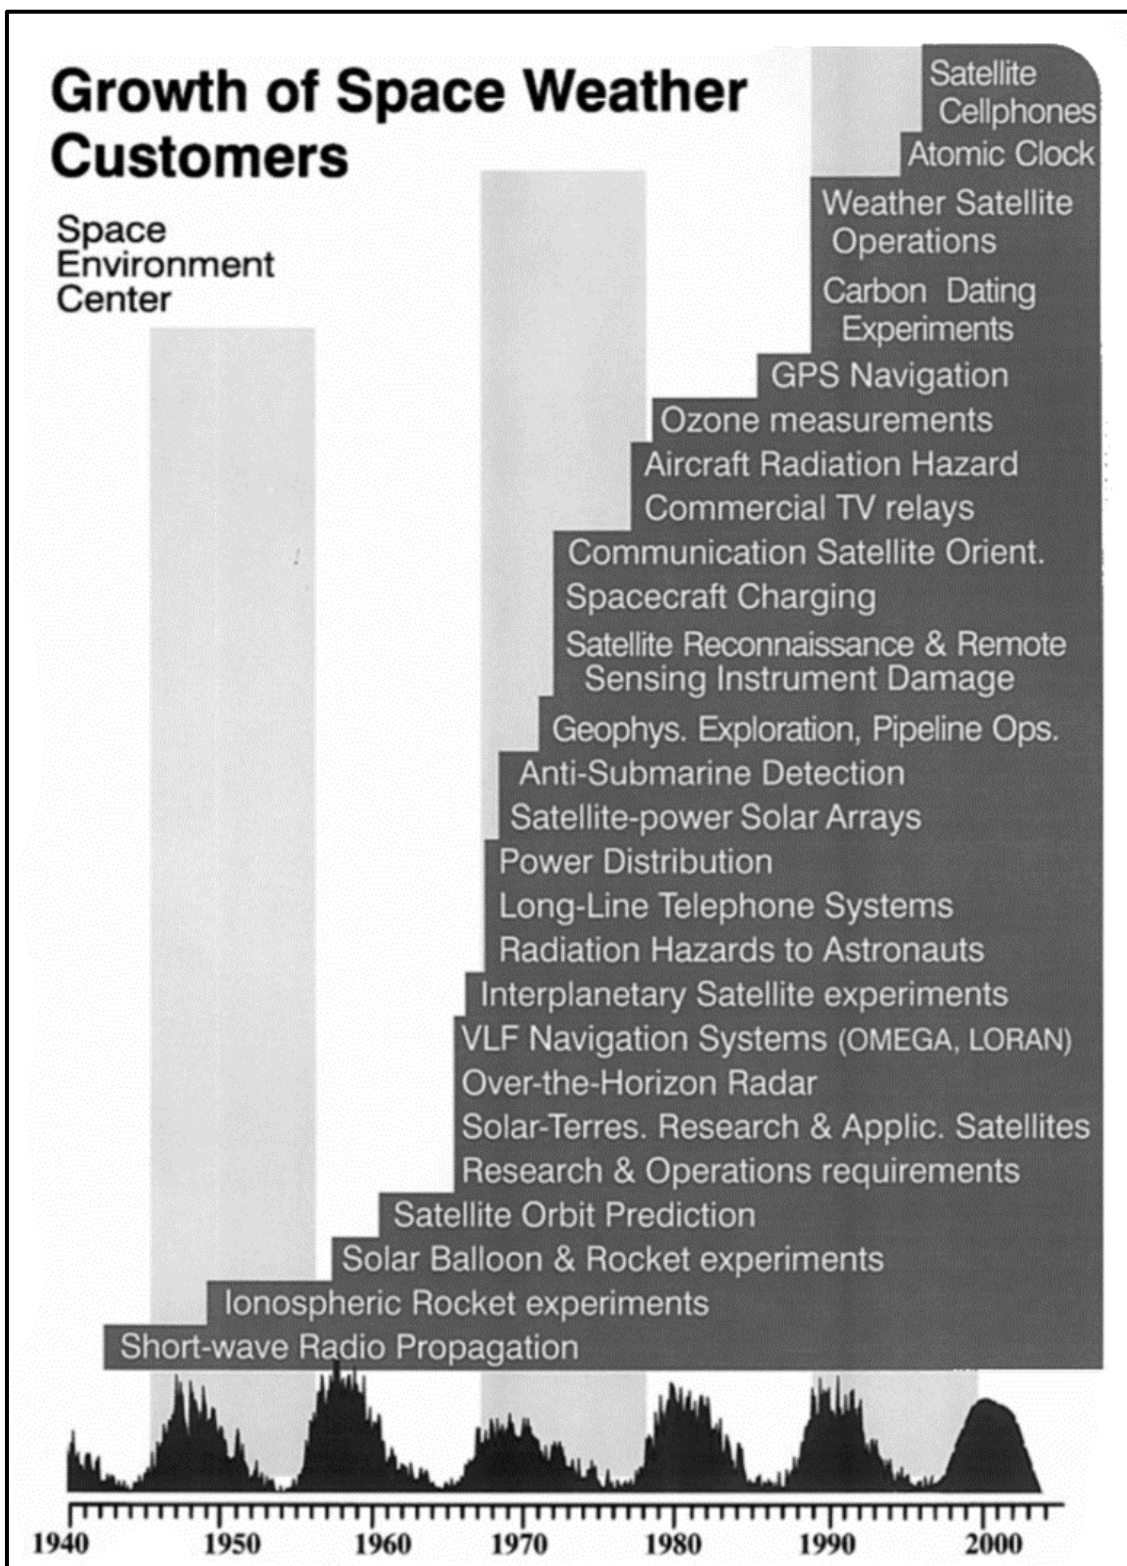 Growth of Space Weather
Customers
Space
Environment
Center
Satellite
Cellphones
Atomic Clock
Weather Satellite
Operations
Carbon Dating
Experiments
GPS Navigation
Ozone measurements
Aircraft Radiation Hazard
Commercial TV relays
Communication Satellite Orient.
Spacecraft Charging
Satellite Reconnaissance & Remote
Sensing Instrument Damage
Geophys. Exploration, Pipeline Ops.
Anti-Submarine Detection
Satellite-power Solar Arrays
Power Distribution
Long-Line Telephone Systems
Radiation Hazards to Astronauts
Interplanetary Satellite experiments
VLF Navigation Systems (OMEGA, LORAN)
Over-the-Horizon Radar
Solar-Terres. Research & Applic. Satellites
Research & Operations requirements
Satellite Orbit Prediction
Solar Balloon & Rocket experiments
Ionospheric Rocket experiments
Short-wave Radio Propagation
1940 1950 1960 1970 1980 1990 2000